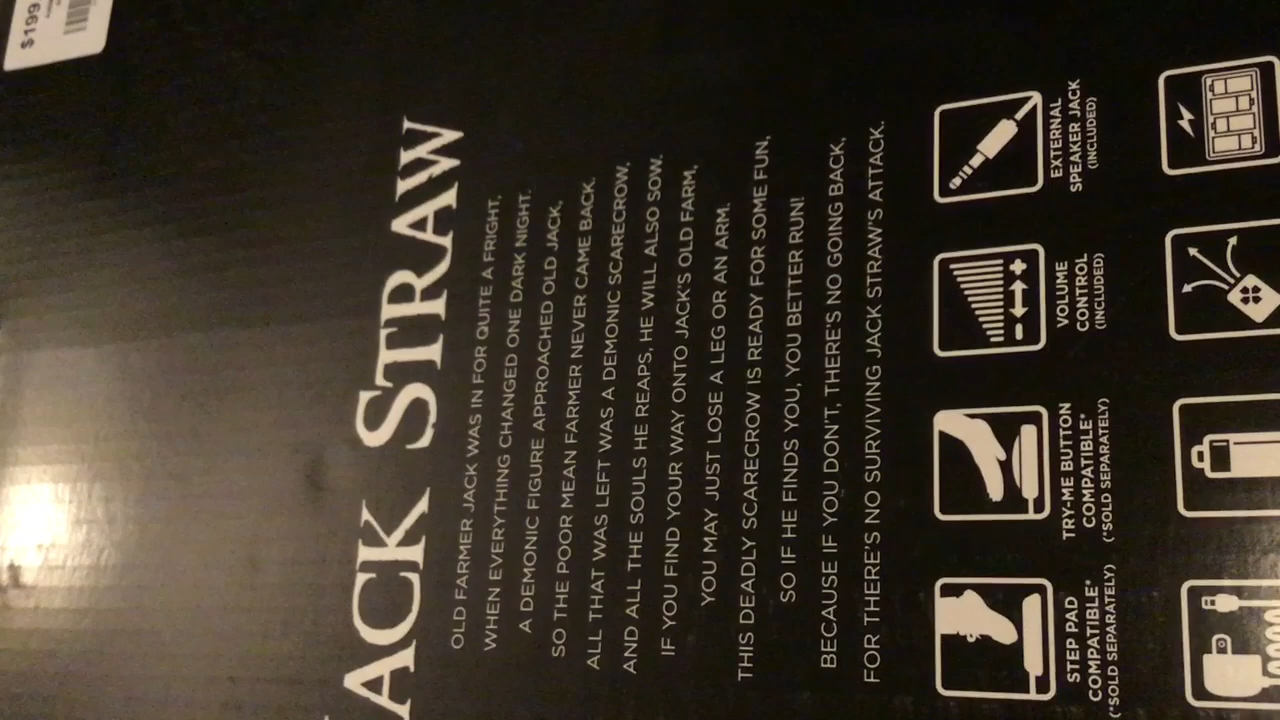 $199
JACK STRAW
OLD FARMER JACK WAS IN FOR QUITE A FRIGHT,
WHEN EVERYTHING CHANGED ONE DARK NIGHT.
A DEMONIC FIGURE APPROACHED OLD JACK,
SO THE POOR MEAN FARMER NEVER CAME BACK.
ALL THAT WAS LEFT WAS A DEMONIC SCARECROW,
AND ALL THE SOULS HE REAPS, HE WILL ALSO SOW.
IF YOU FIND YOUR WAY ONTO JACK'S OLD FARM,
YOU MAY JUST LOSE A LEG OR AN ARM.
THIS DEADLY SCARECROW IS READY FOR SOME FUN,
SO IF HE FINDS YOU, YOU BETTER RUN!
BECAUSE IF YOU DON'T, THERE'S NO GOING BACK,
FOR THERE'S NO SURVIVING JACK STRAW'S ATTACK.
STEP PAD
COMPATIBLE*
(*SOLD SEPARATELY)
TRY-ME BUTTON
COMPATIBLE*
(*SOLD SEPARATELY)
VOLUME
CONTROL
(INCLUDED)
EXTERNAL
SPEAKER JACK
(INCLUDED)